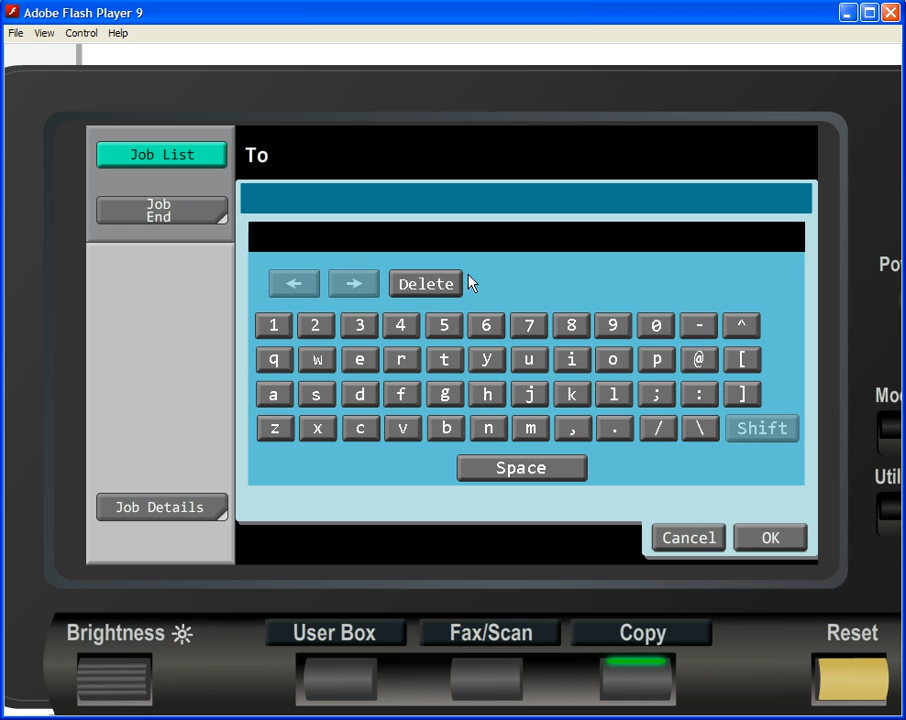 Adobe Flash Player 9
File View Control Help
Job List
To
Job
End
← → Delete
1 2 3 4 5 6 7 8 9 0 - ^
q w e r t y u i o p @ [
a s d f g h j k l ; : ]
z x c v b n m , . / \ Shift
Space
Job Details
Cancel OK
Po
Mo
Util
Brightness User Box Fax/Scan Copy Reset